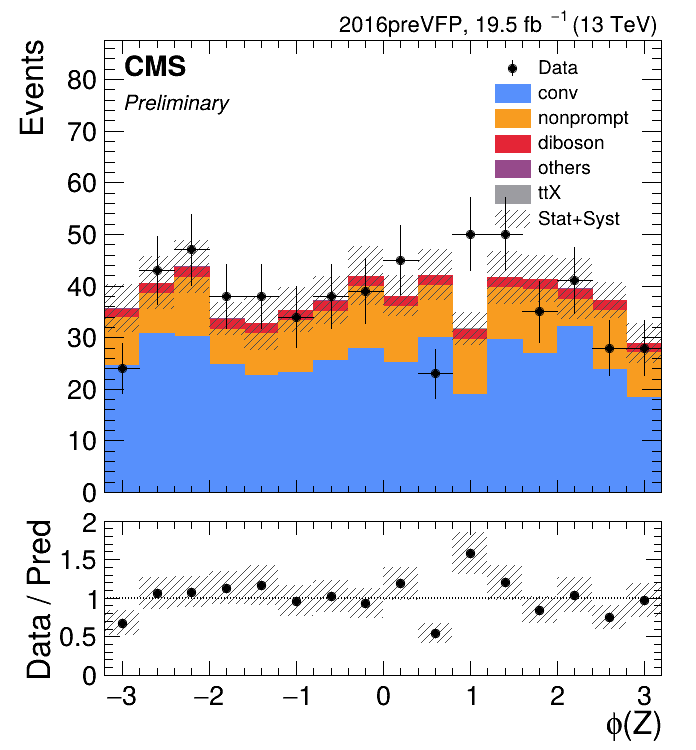 2016preVFP, 19.5 fb⁻¹ (13 TeV)
Events
CMS
Preliminary
Data
conv
nonprompt
diboson
others
ttX
Stat+Syst
80
70
60
50
40
30
20
10
0
Data / Pred
2
1.5
1
0.5
0
−3 −2 −1 0 1 2 3
ϕ(Z)